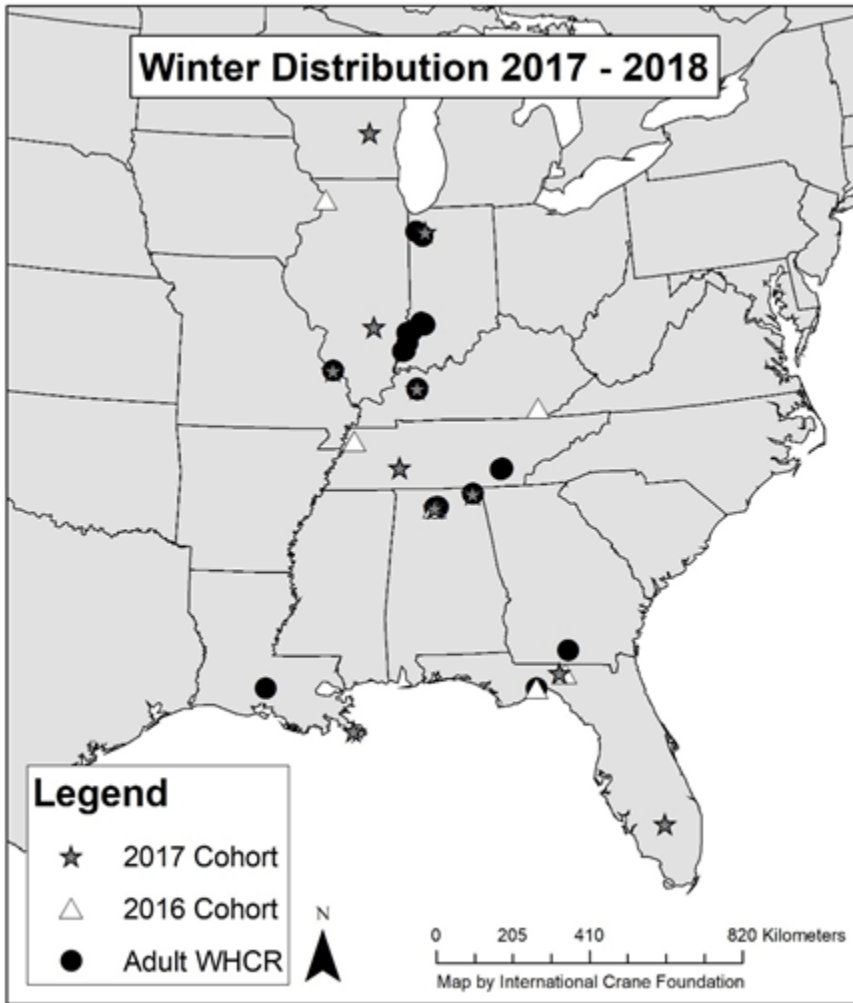 Winter Distribution 2017 - 2018
Legend
2017 Cohort
2016 Cohort
Adult WHCR
N
0 205 410 820 Kilometers
Map by International Crane Foundation